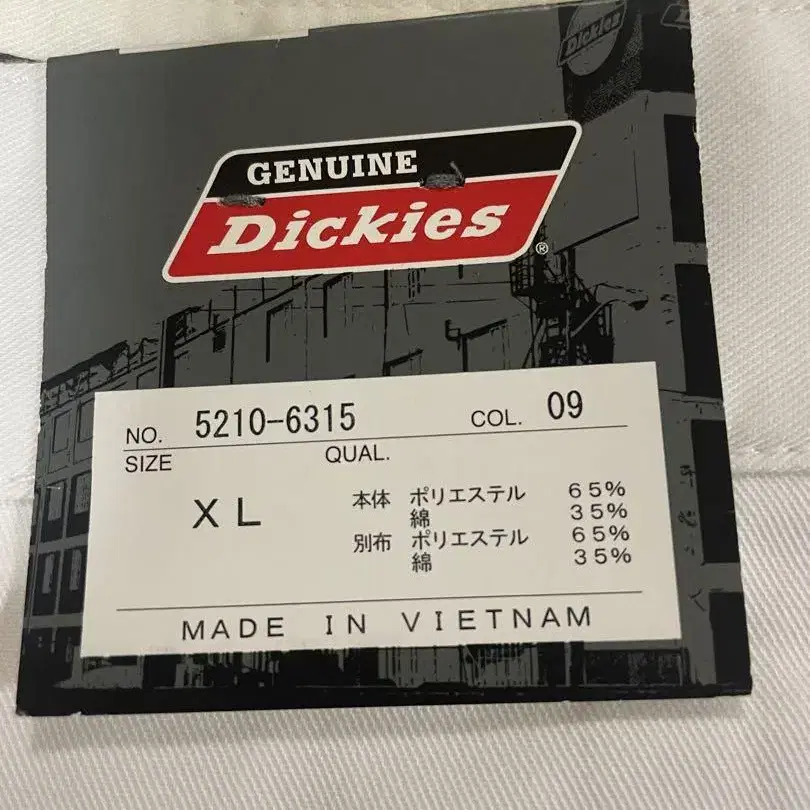 Dickies
GENUINE
Dickies
®
NO. 5210-6315 COL. 09
SIZE QUAL.
XL
本体 ポリエステル 65%
綿 35%
別布 ポリエステル 65%
綿 35%
MADE IN VIETNAM